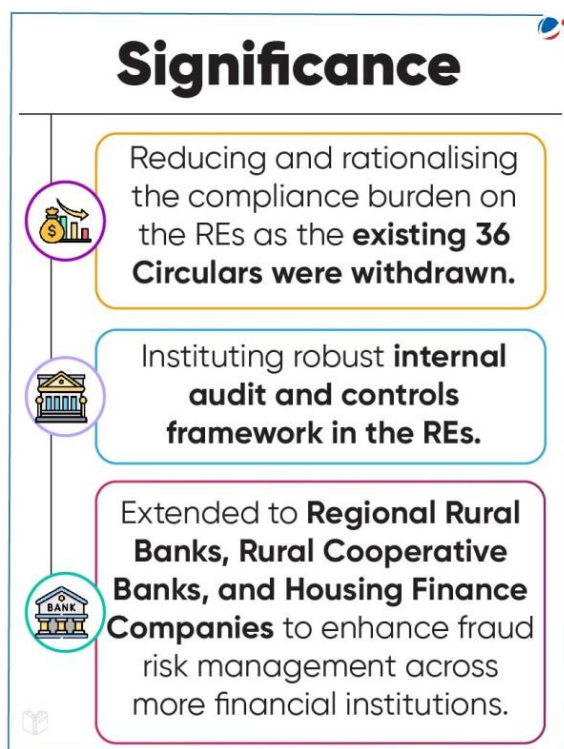 Significance
Reducing and rationalising
the compliance burden on
the REs as the existing 36
Circulars were withdrawn.
Instituting robust internal
audit and controls
framework in the REs.
Extended to Regional Rural
Banks, Rural Cooperative
Banks, and Housing Finance
Companies to enhance fraud
risk management across
more financial institutions.
$
BANK